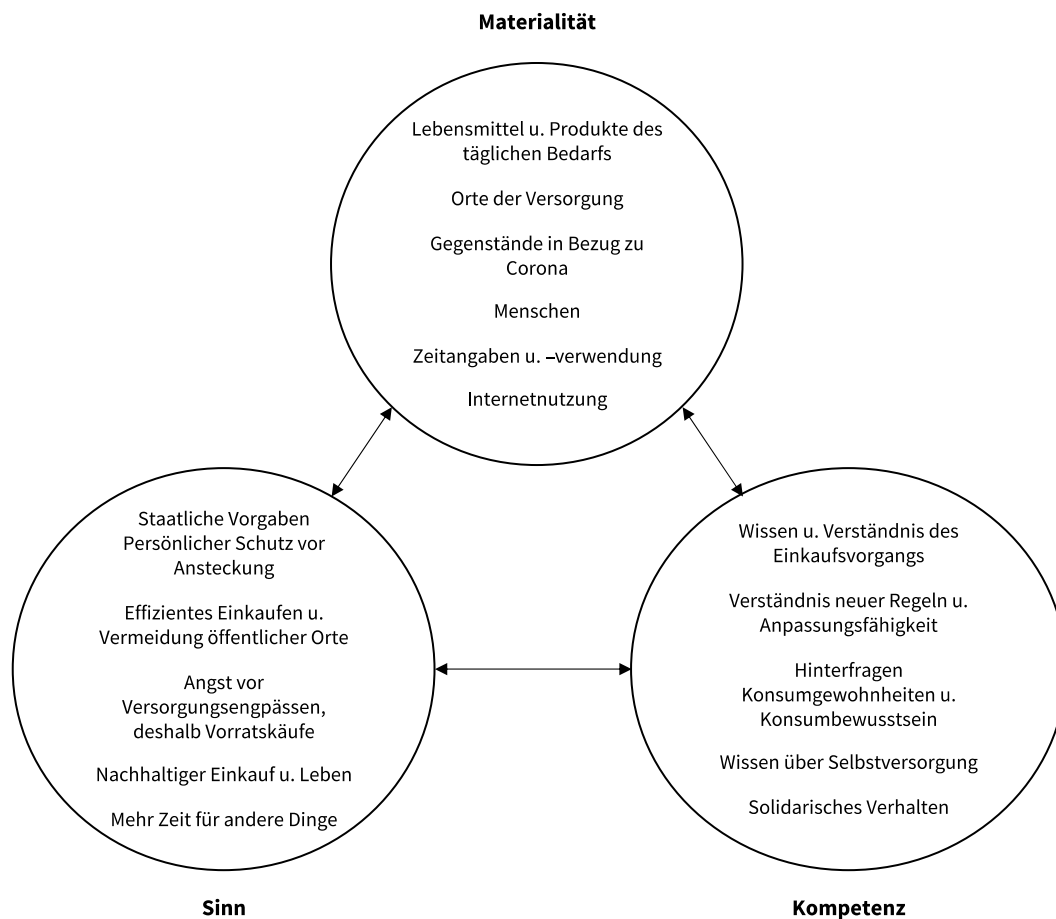 Materialität
Lebensmittel u. Produkte des
täglichen Bedarfs
Orte der Versorgung
Gegenstände in Bezug zu
Corona
Menschen
Zeitangaben u. –verwendung
Internetnutzung
Staatliche Vorgaben
Persönlicher Schutz vor
Ansteckung
Effizientes Einkaufen u.
Vermeidung öffentlicher Orte
Angst vor
Versorgungsengpässen,
deshalb Vorratskäufe
Nachhaltiger Einkauf u. Leben
Mehr Zeit für andere Dinge
Sinn
Wissen u. Verständnis des
Einkaufsvorgangs
Verständnis neuer Regeln u.
Anpassungsfähigkeit
Hinterfragen
Konsumgewohnheiten u.
Konsumbewusstsein
Wissen über Selbstversorgung
Solidarisches Verhalten
Kompetenz